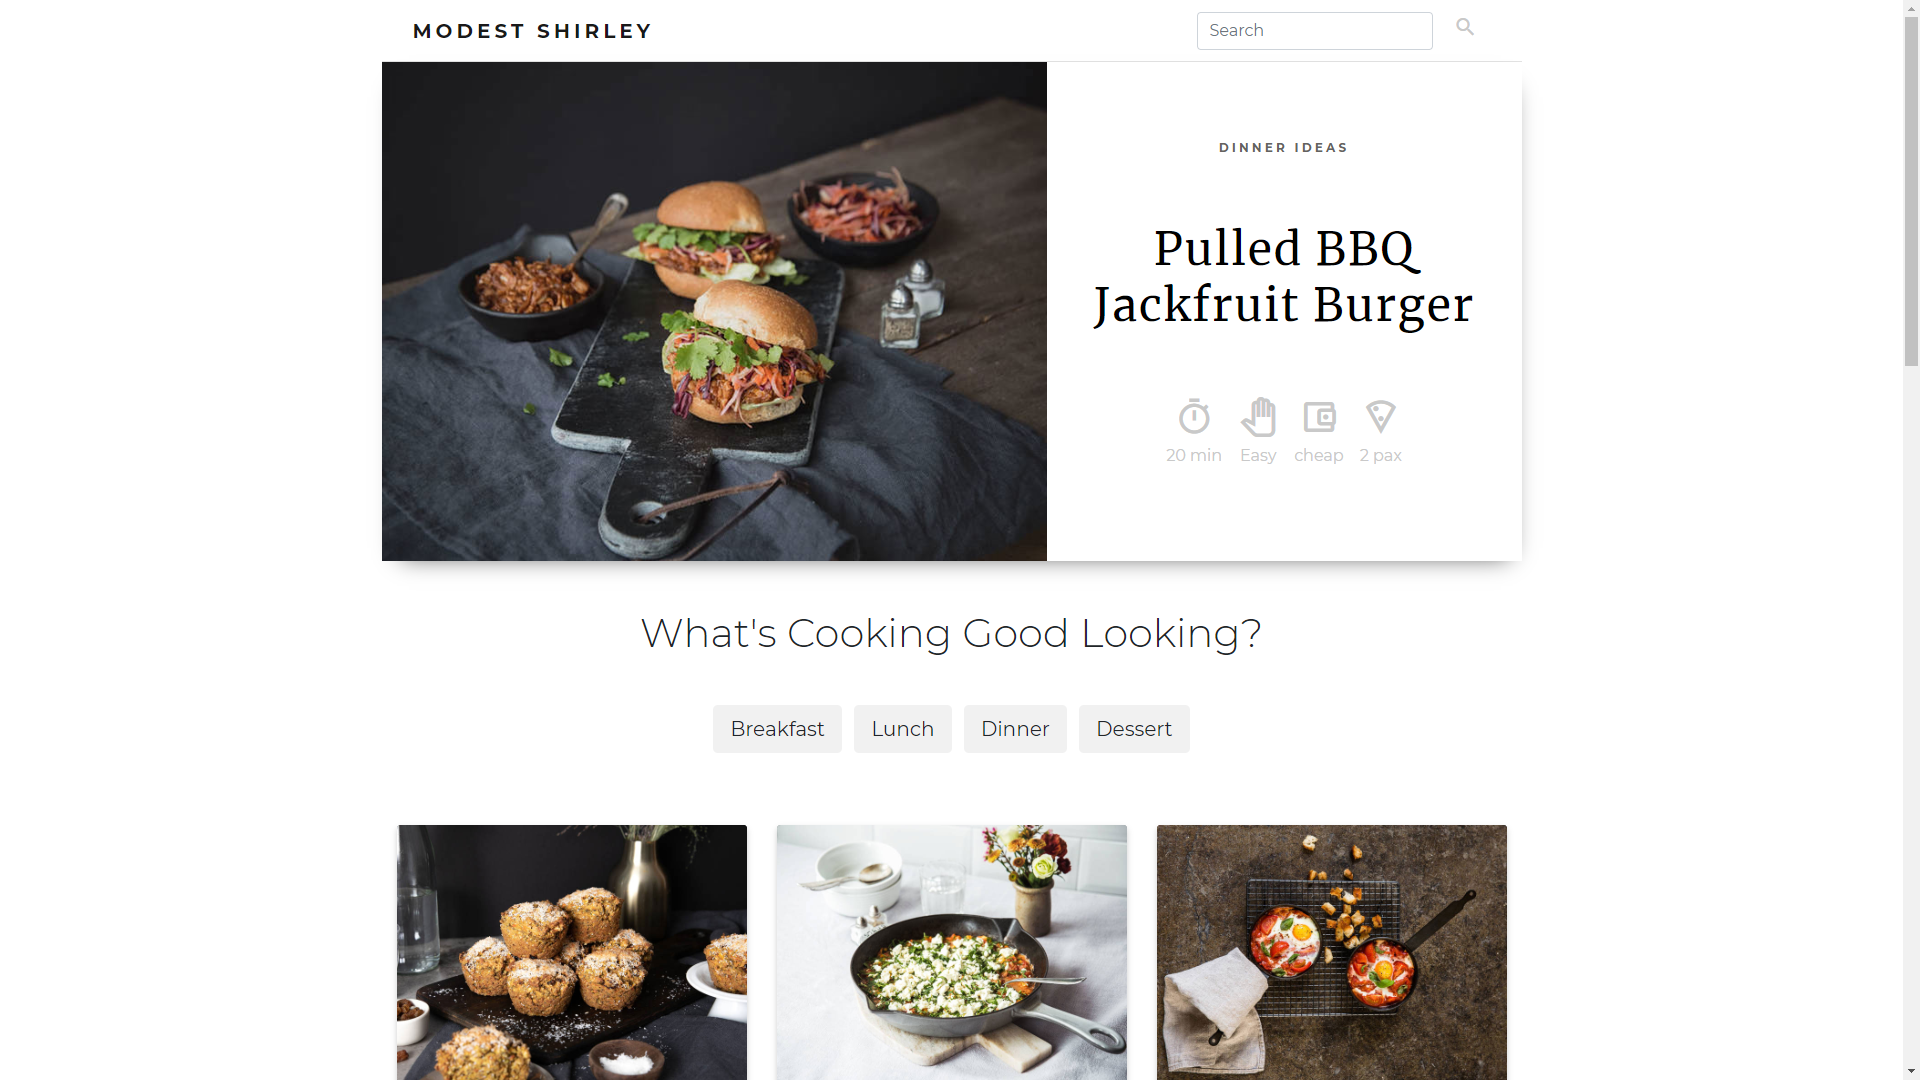 MODEST SHIRLEY
Search
DINNER IDEAS
Pulled BBQ
Jackfruit Burger
20 min
Easy
cheap
2 pax
What's Cooking Good Looking?
Breakfast
Lunch
Dinner
Dessert